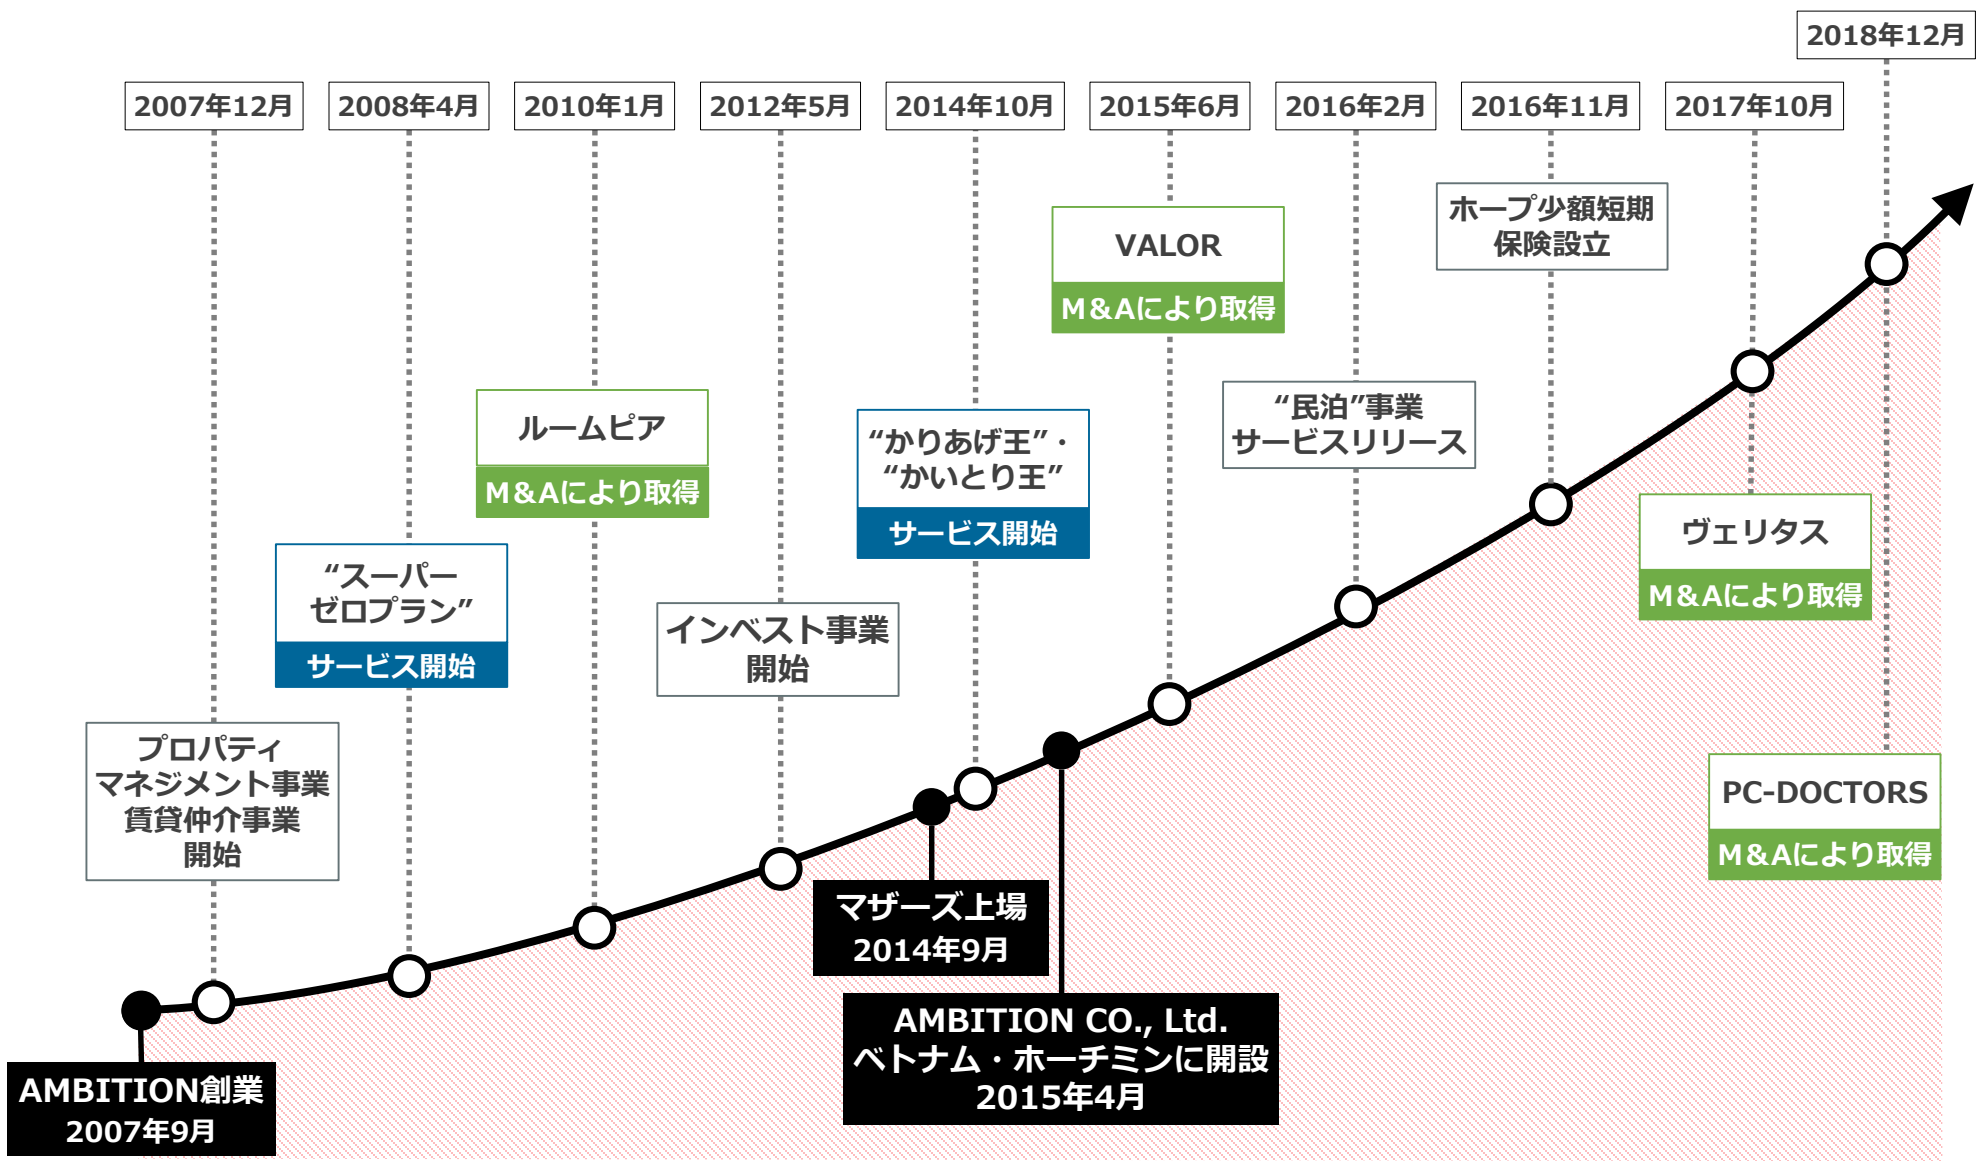 2018年12月
2007年12月
2008年4月
2010年1月
2012年5月
2014年10月
2015年6月
2016年2月
2016年11月
2017年10月
ホープ少額短期
保険設立
VALOR
M&Aにより取得
“民泊”事業
サービスリリース
ルームピア
M&Aにより取得
“かりあげ王”・
“かいとり王”
サービス開始
ヴェリタス
M&Aにより取得
“スーパー
ゼロプラン”
サービス開始
インベスト事業
開始
プロパティ
マネジメント事業
賃貸仲介事業
開始
PC-DOCTORS
M&Aにより取得
マザーズ上場
2014年9月
AMBITION CO., Ltd.
ベトナム・ホーチミンに開設
2015年4月
AMBITION創業
2007年9月